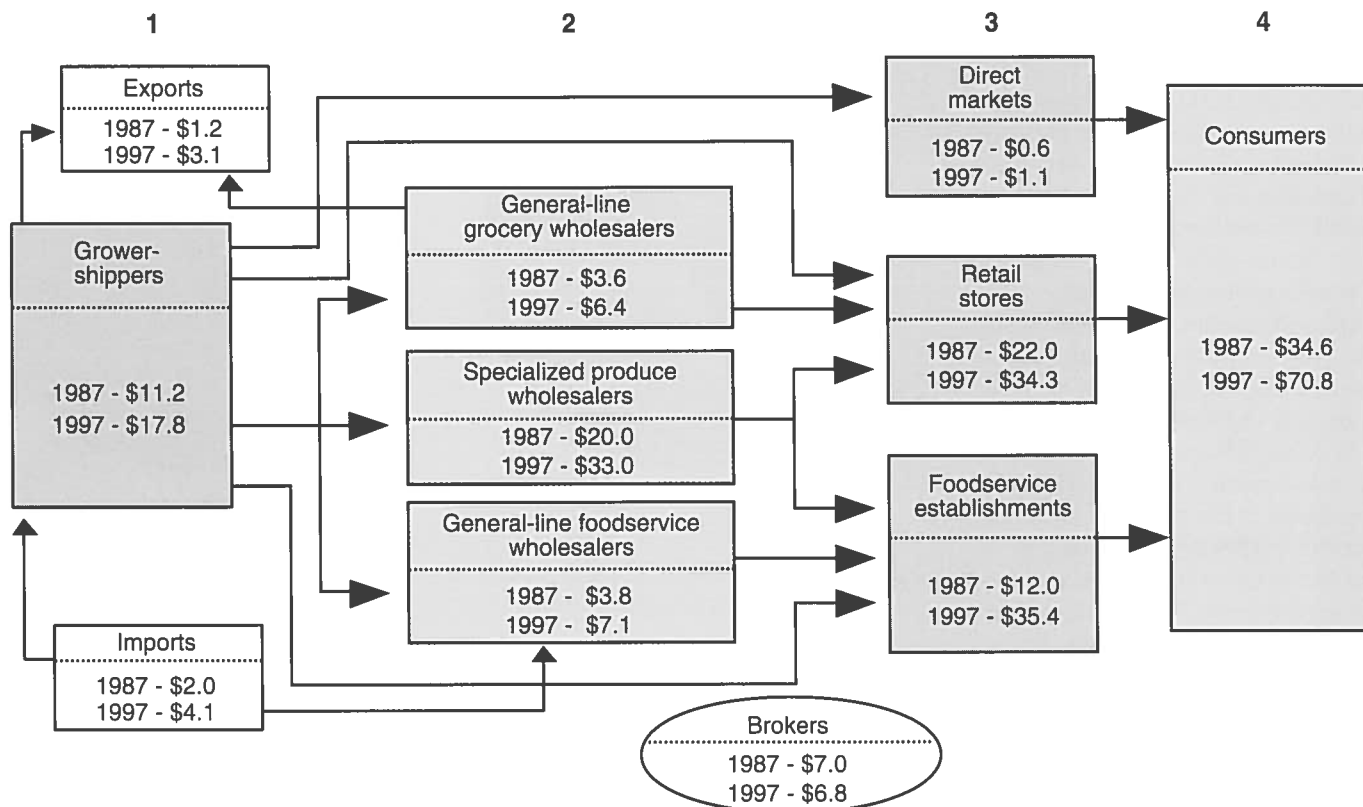 1
2
3
4
Exports
1987 - $1.2
1997 - $3.1
Grower-
shippers
1987 - $11.2
1997 - $17.8
Imports
1987 - $2.0
1997 - $4.1
General-line
grocery wholesalers
1987 - $3.6
1997 - $6.4
Specialized produce
wholesalers
1987 - $20.0
1997 - $33.0
General-line foodservice
wholesalers
1987 - $3.8
1997 - $7.1
Brokers
1987 - $7.0
1997 - $6.8
Direct
markets
1987 - $0.6
1997 - $1.1
Retail
stores
1987 - $22.0
1997 - $34.3
Foodservice
establishments
1987 - $12.0
1997 - $35.4
Consumers
1987 - $34.6
1997 - $70.8